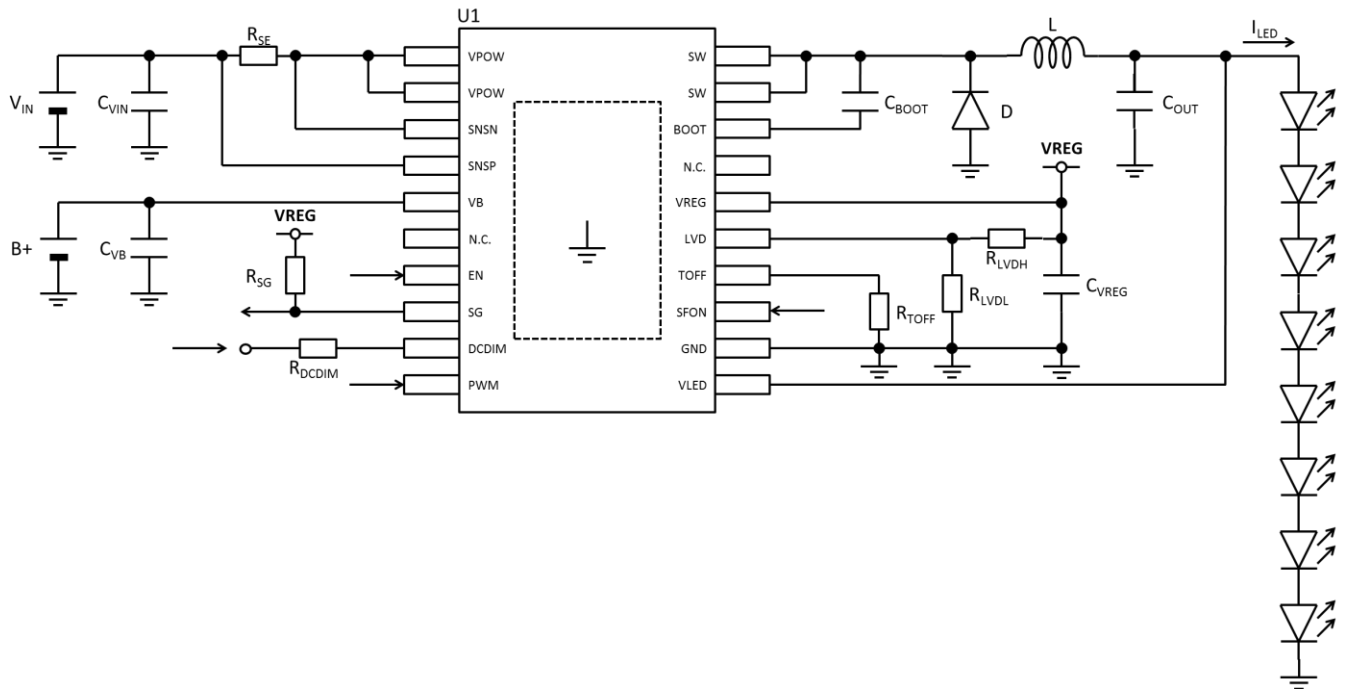 U1
L
I_LED
R_SE
VPOW
SW
V_IN
C_VIN
VPOW
SW
C_BOOT
D
C_OUT
SNSN
BOOT
SNSP
N.C.
VREG
VB
VREG
VREG
B+
C_VB
N.C.
LVD
R_LVDH
R_SG
EN
TOFF
R_TOFF
R_LVDL
C_VREG
SG
SFON
DCDIM
GND
R_DCDIM
PWM
VLED